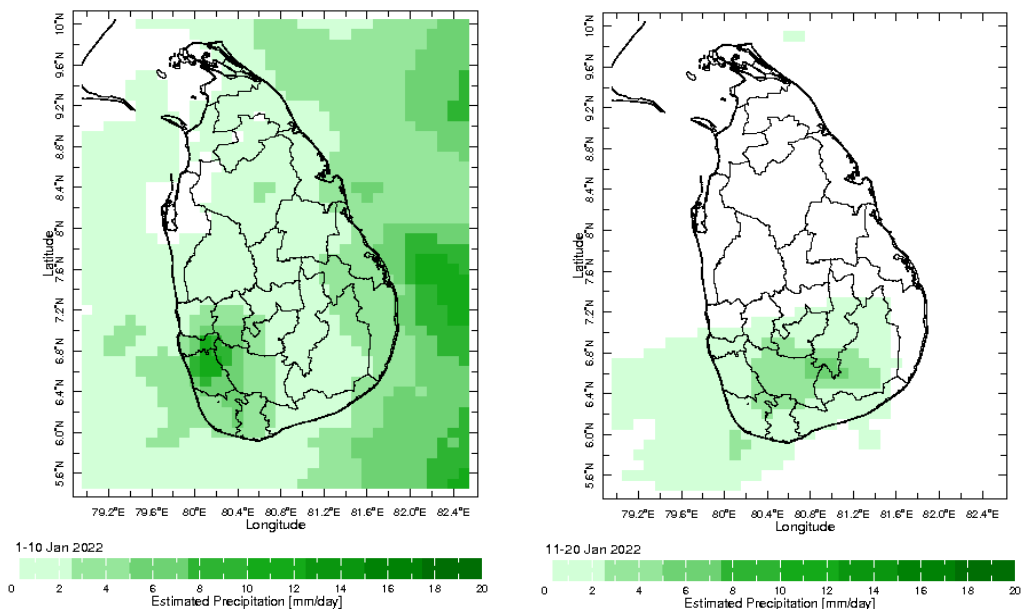 10°N
9.6°N
9.2°N
8.8°N
8.4°N
8°N
7.6°N
7.2°N
6.8°N
6.4°N
6.0°N
5.6°N
Latitude
79.2°E 79.6°E 80°E 80.4°E 80.8°E 81.2°E 81.6°E 82.0°E 82.4°E
Longitude
1-10 Jan 2022
0 2 4 6 8 10 12 14 16 18 20
Estimated Precipitation [mm/day]
10°N
9.6°N
9.2°N
8.8°N
8.4°N
8°N
7.6°N
7.2°N
6.8°N
6.4°N
6.0°N
5.6°N
Latitude
79.2°E 79.6°E 80°E 80.4°E 80.8°E 81.2°E 81.6°E 82.0°E 82.4°E
Longitude
11-20 Jan 2022
0 2 4 6 8 10 12 14 16 18 20
Estimated Precipitation [mm/day]